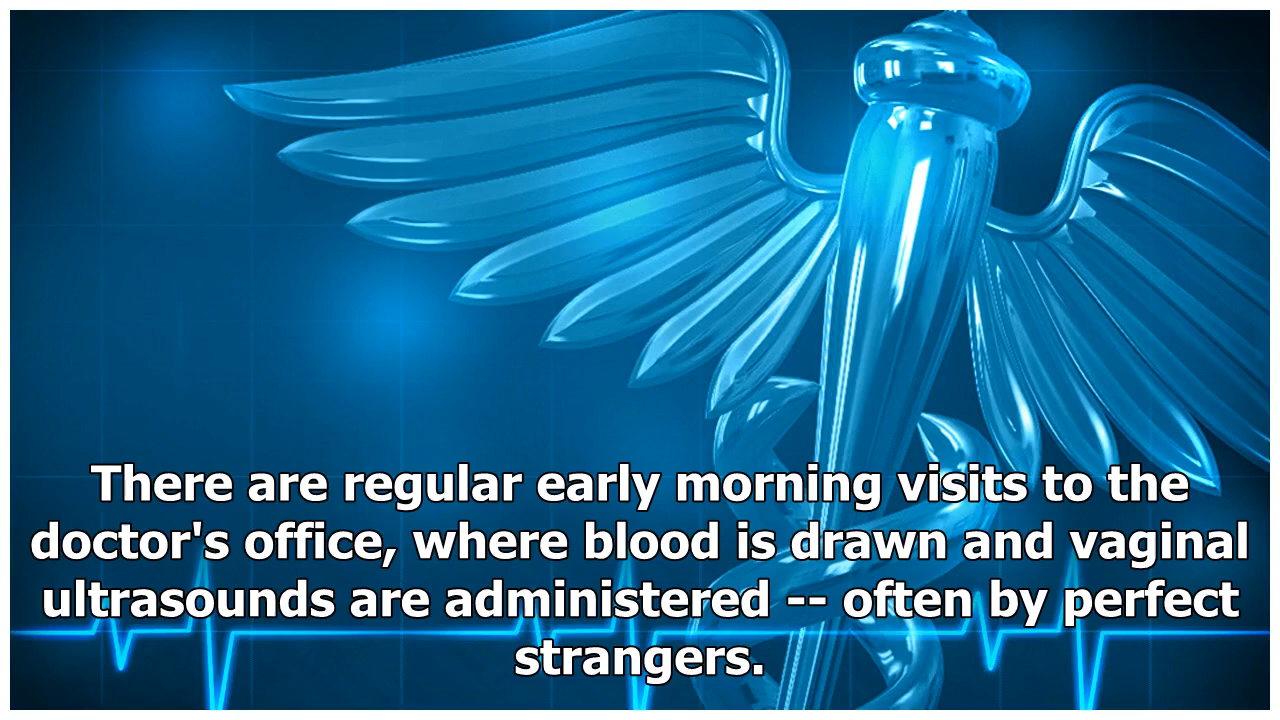 There are regular early morning visits to the
doctor's office, where blood is drawn and vaginal
ultrasounds are administered -- often by perfect
strangers.